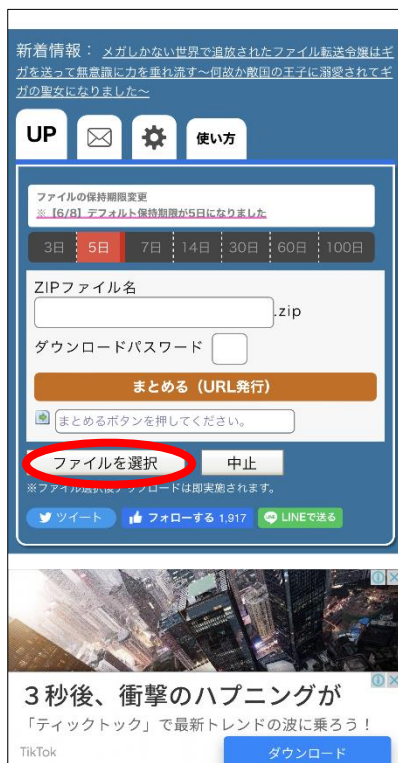 新着情報： メガしかない世界で追放されたファイル転送令嬢はギ
ガを送って無意識に力を垂れ流す～何故か敵国の王子に溺愛されてギ
ガの聖女になりました～
UP 使い方
ファイルの保持期限変更
※【6/8】デフォルト保持期限が5日になりました
3日 5日 7日 14日 30日 60日 100日
ZIPファイル名
.zip
ダウンロードパスワード
まとめる（URL発行）
まとめるボタンを押してください。
ファイルを選択 中止
※ファイル選択後アップロードは即実施されます。
ツイート フォローする 1,917 LINEで送る
３秒後、衝撃のハプニングが
「ティックトック」で最新トレンドの波に乗ろう！
TikTok ダウンロード